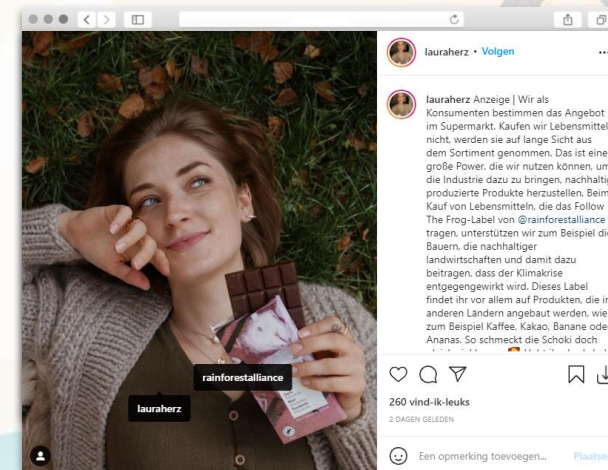 lauraherz • Volgen
lauraherz Anzeige | Wir als
Konsumenten bestimmen das Angebot
im Supermarkt. Kaufen wir Lebensmittel
nicht, werden sie auf lange Sicht aus
dem Sortiment genommen. Das ist eine
große Power, die wir nutzen können, um
die Industrie dazu zu bringen, nachhaltig
produzierte Produkte herzustellen. Beim
Kauf von Lebensmitteln, die das Follow
The Frog-Label von @rainforestalliance
tragen, unterstützen wir zum Beispiel die
Bauern, die nachhaltiger
landwirtschaften und damit dazu
beitragen, dass der Klimakrise
entgegengewirkt wird. Dieses Label
findet ihr vor allem auf Produkten, die in
anderen Ländern angebaut werden, wie
zum Beispiel Kaffee, Kakao, Banane oder
Ananas. So schmeckt die Schoki doch
rainforestalliance
lauraherz
260 vind-ik-leuks
2 DAGEN GELEDEN
Een opmerking toevoegen... Plaatsen